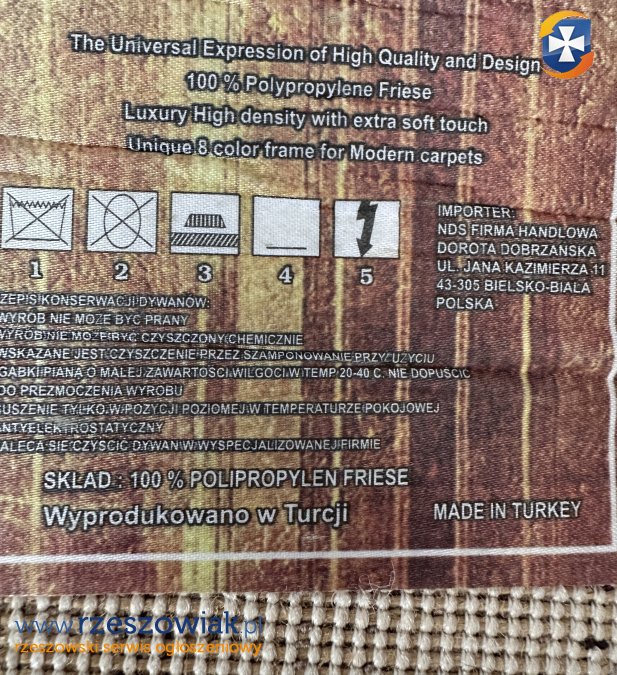 The Universal Expression of High Quality and Design
100 % Polypropylene Friese
Luxury High density with extra soft touch
Unique 8 color frame for Modern carpets
1 2 3 4 5
IMPORTER:
NDS FIRMA HANDLOWA
DOROTA DOBRZAŃSKA
UL. JANA KAZIMIERZA 11
43-305 BIELSKO-BIALA
POLSKA
ZEPIS KONSERWACJI DYWANÓW:
WYRÓB NIE MOŻE BYĆ PRANY
WYRÓB NIE MOŻE BYĆ CZYSZCZONY CHEMICZNIE
WSKAZANE JEST CZYSZCZENIE PRZEZ SZAMPONOWANIE PRZY UŻYCIU
GĄBKI PIANĄ O MAŁEJ ZAWARTOŚCI WILGOCI W TEMP 20-40 C. NIE DOPUŚCIĆ
DO PREZMOCZENIA WYROBU
SUSZENIE TYLKO W POZYCJI POZIOMEJ W TEMPERATURZE POKOJOWEJ
ANTYELEKTROSTATYCZNY
ZALECA SIĘ CZYŚCIĆ DYWAN W WYSPECJALIZOWANEJ FIRMIE
SKŁAD : 100 % POLIPROPYLEN FRIESE
Wyprodukowano w Turcji
MADE IN TURKEY
www.rzeszowiak.pl
rzeszowski serwis ogłoszeniowy